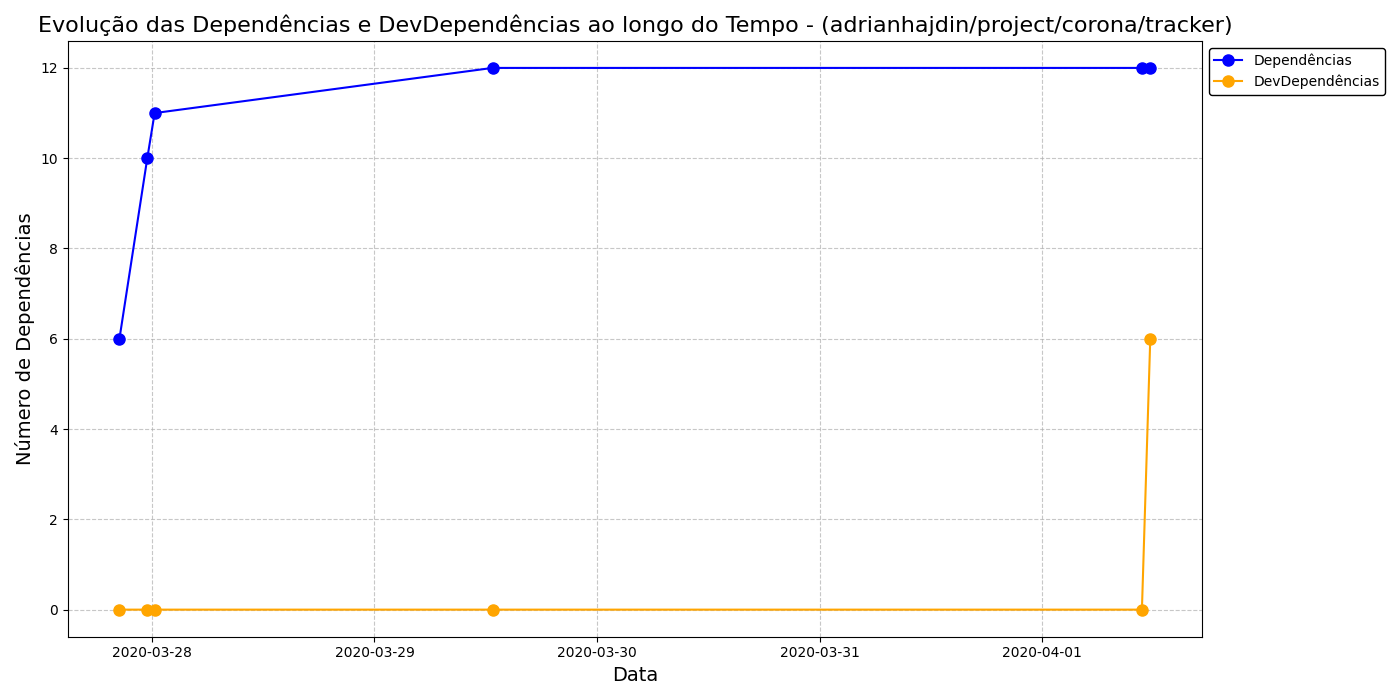 Evolução das Dependências e DevDependências ao longo do Tempo - (adrianhajdin/project/corona/tracker)
Dependências
DevDependências
Número de Dependências
12
10
8
6
4
2
0
2020-03-28
2020-03-29
2020-03-30
2020-03-31
2020-04-01
Data